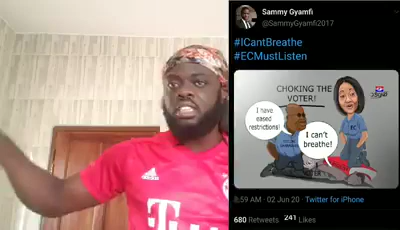 Sammy Gyamfi
@SammyGyamfi2017
#ICantBreathe
#ECMustListen
CHOKING THE
VOTER!
I have
eased
restrictions!
EC
I can't
breathe!
8:59 AM · 02 Jun 20 · Twitter for iPhone
680 Retweets 241 Likes
T